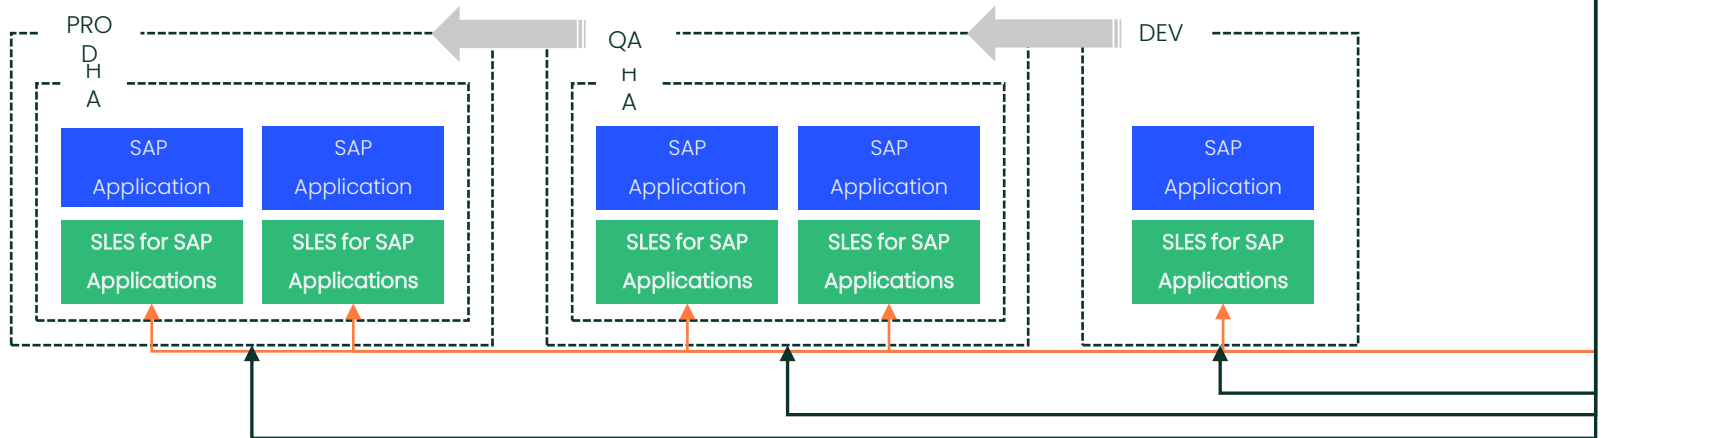 PRO
D
H
A
SAP
Application
SLES for SAP
Applications
SAP
Application
SLES for SAP
Applications
QA
H
A
SAP
Application
SLES for SAP
Applications
SAP
Application
SLES for SAP
Applications
DEV
SAP
Application
SLES for SAP
Applications